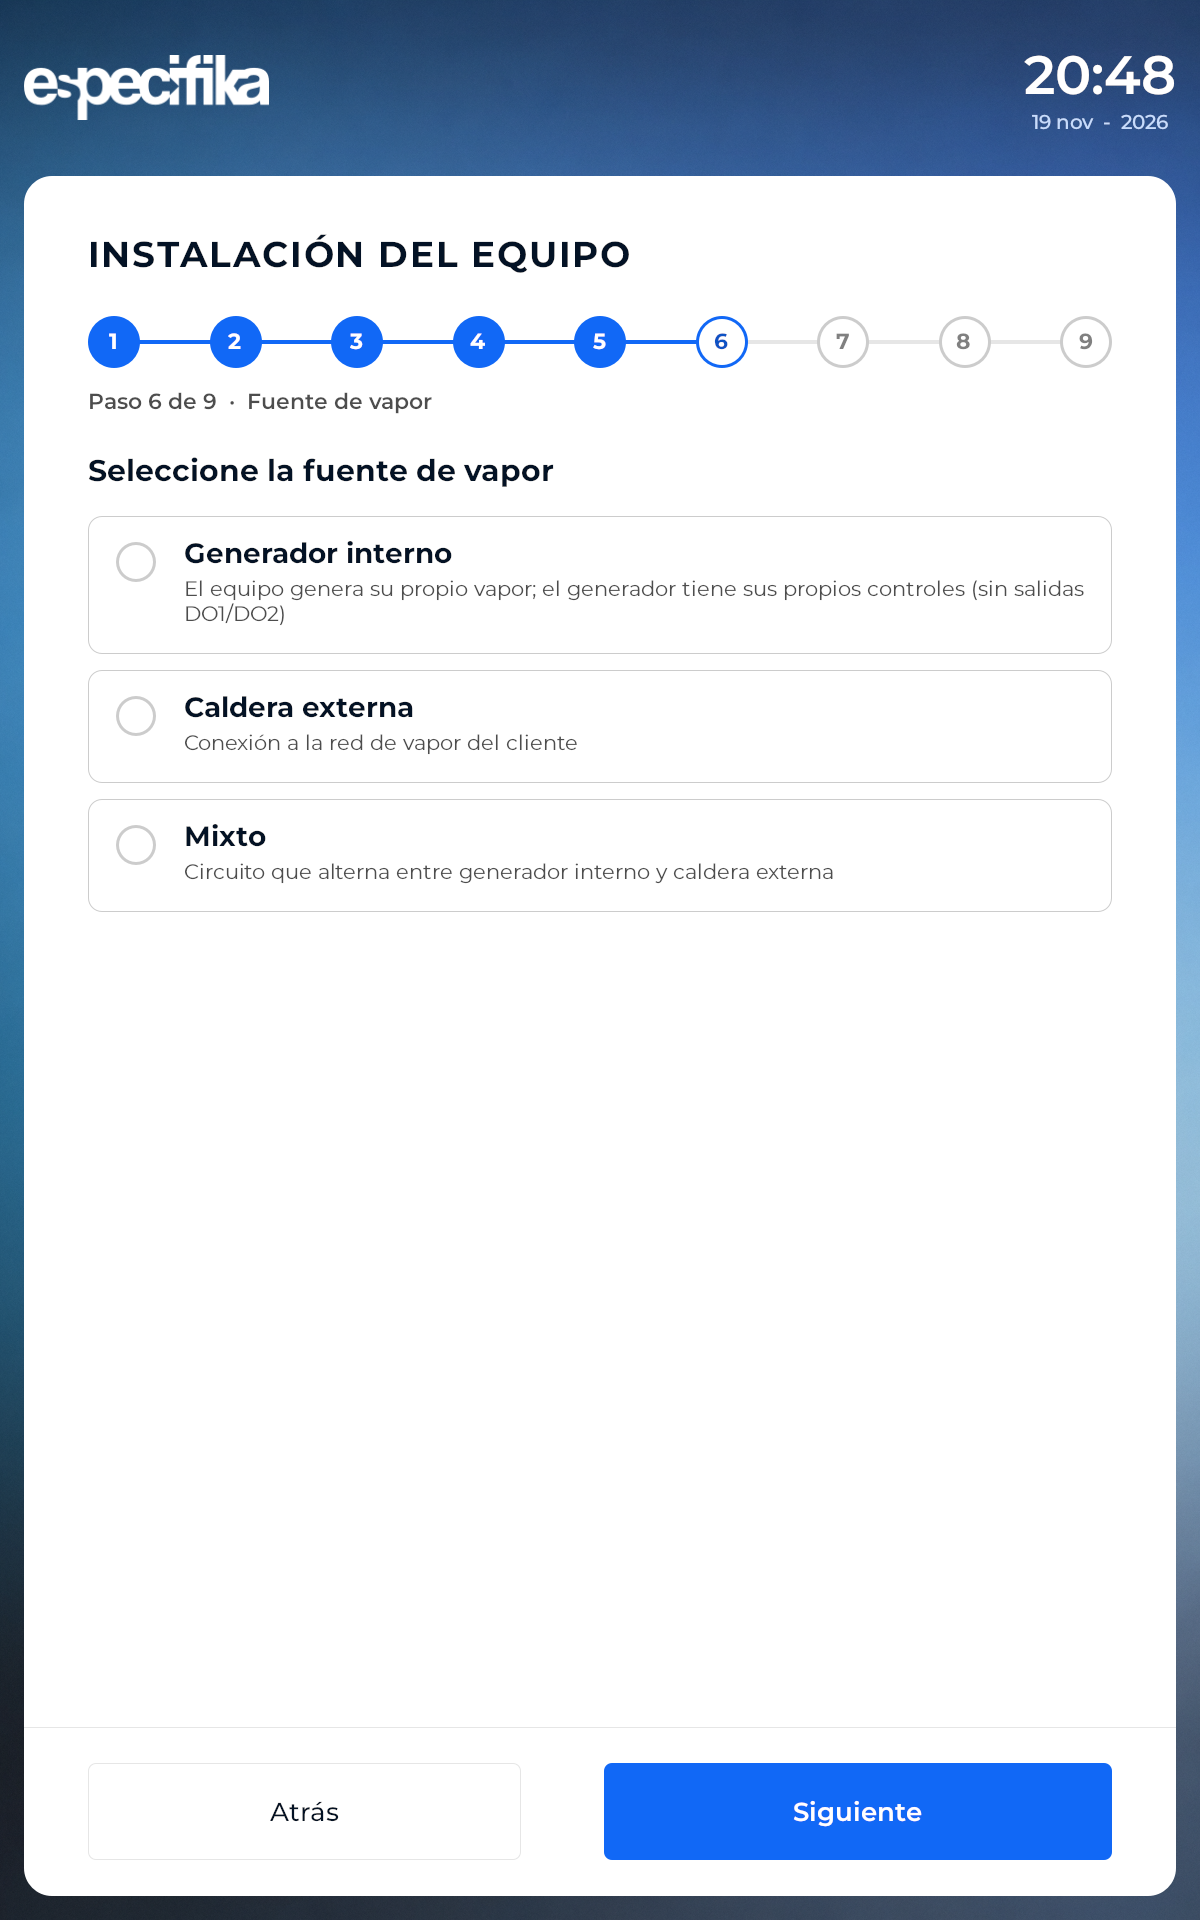 especifika
20:48
19 nov - 2026
INSTALACIÓN DEL EQUIPO
1 2 3 4 5 6 7 8 9
Paso 6 de 9 · Fuente de vapor
Seleccione la fuente de vapor
Generador interno
El equipo genera su propio vapor; el generador tiene sus propios controles (sin salidas
DO1/DO2)
Caldera externa
Conexión a la red de vapor del cliente
Mixto
Circuito que alterna entre generador interno y caldera externa
Atrás
Siguiente